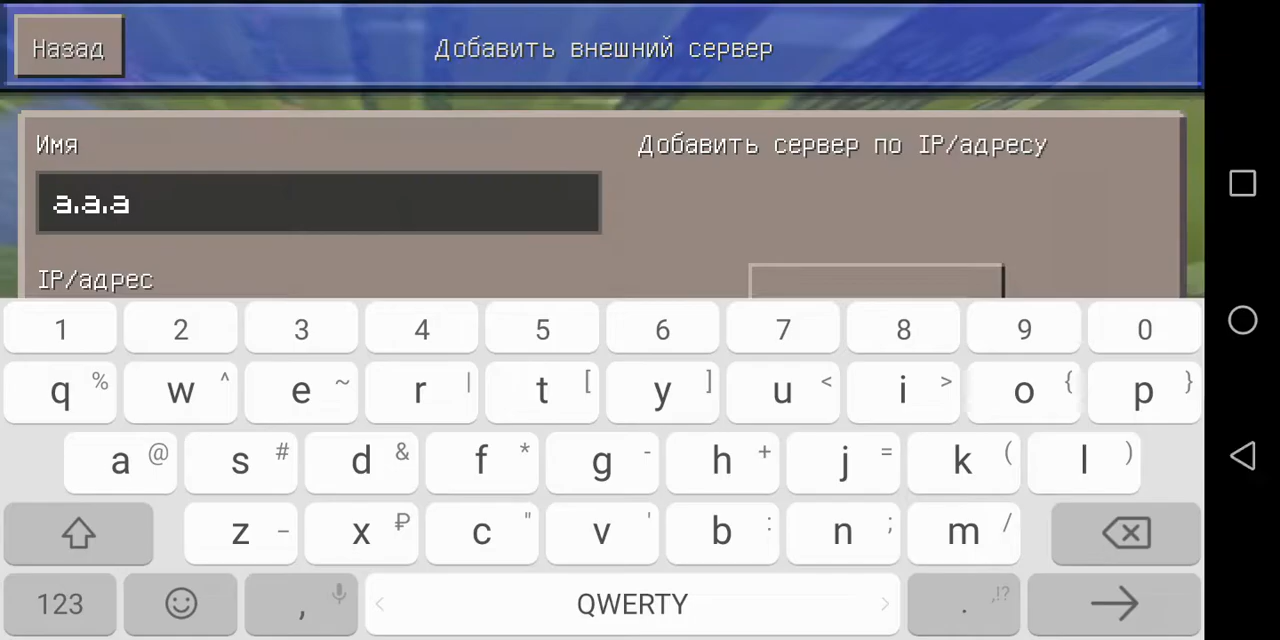 Назад
Добавить внешний сервер
Имя
Добавить сервер по IP/адресу
a.a.a
IP/адрес
1 2 3 4 5 6 7 8 9 0
q % w ^ e ~ r | t [ y ] u < i > o { p }
a @ s # d & f * g - h + j = k ( l )
z _ x ₽ c " v ' b : n ; m /
123 , < QWERTY > . ,!?